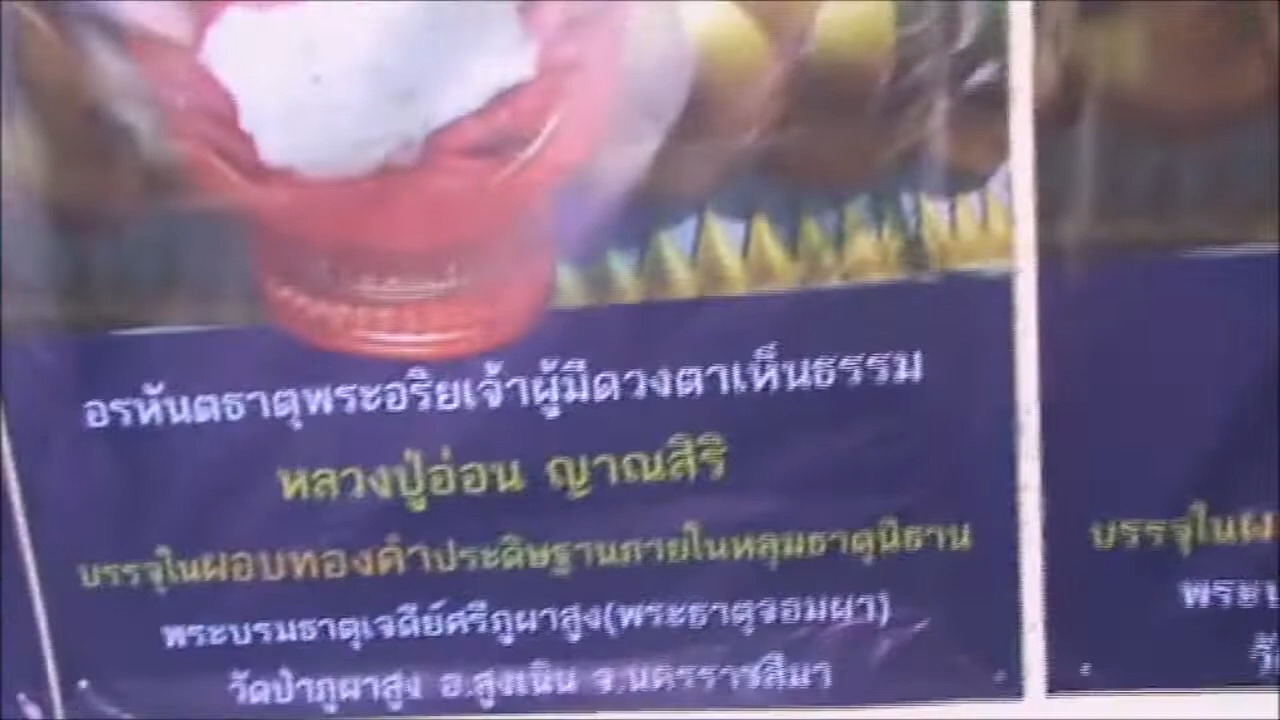 อรหันตธาตุพระอริยเจ้าผู้มีดวงตาเห็นธรรม
หลวงปู่อ่อน ญาณสิริ
บรรจุในผอบทองคำประดิษฐานภายในหลุมธาตุนิธาน
พระบรมธาตุเจดีย์ศรีภูผาสูง(พระธาตุจอมผา)
วัดป่าภูผาสูง อ.สูงเนิน จ.นครราชสีมา
บรรจุใน